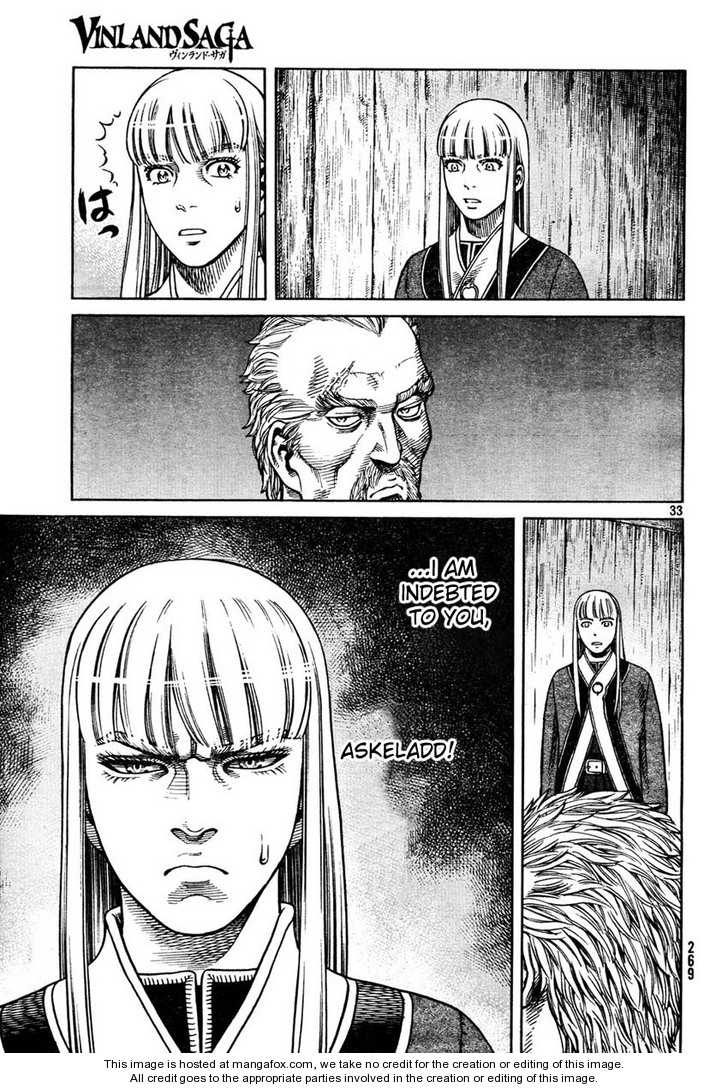 VINLAND SAGA
ヴィンランド・サガ
はっ
33
...I AM
INDEBTED
TO YOU,
ASKELADD!
269
This image is hosted at mangafox.com, we take no credit for the creation or editing of this image.
All credit goes to the appropriate parties involved in the creation or editing of this image.